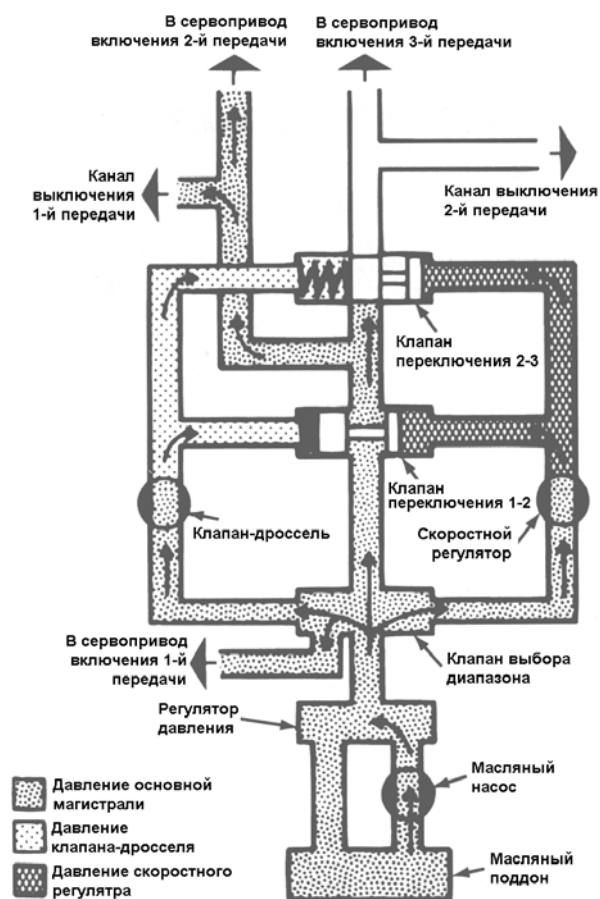 В сервопривод
включения 2-й передачи
В сервопривод
включения 3-й передачи
Канал
выключения
1-й передачи
Канал выключения
2-й передачи
Клапан
переключения 2-3
Клапан
переключения 1-2
Клапан-дроссель
Скоростной
регулятор
В сервопривод
включения 1-й
передачи
Клапан выбора
диапазона
Регулятор
давления
Масляный
насос
Масляный
поддон
Давление основной
магистрали
Давление
клапана-дросселя
Давление скоростного
регулятра